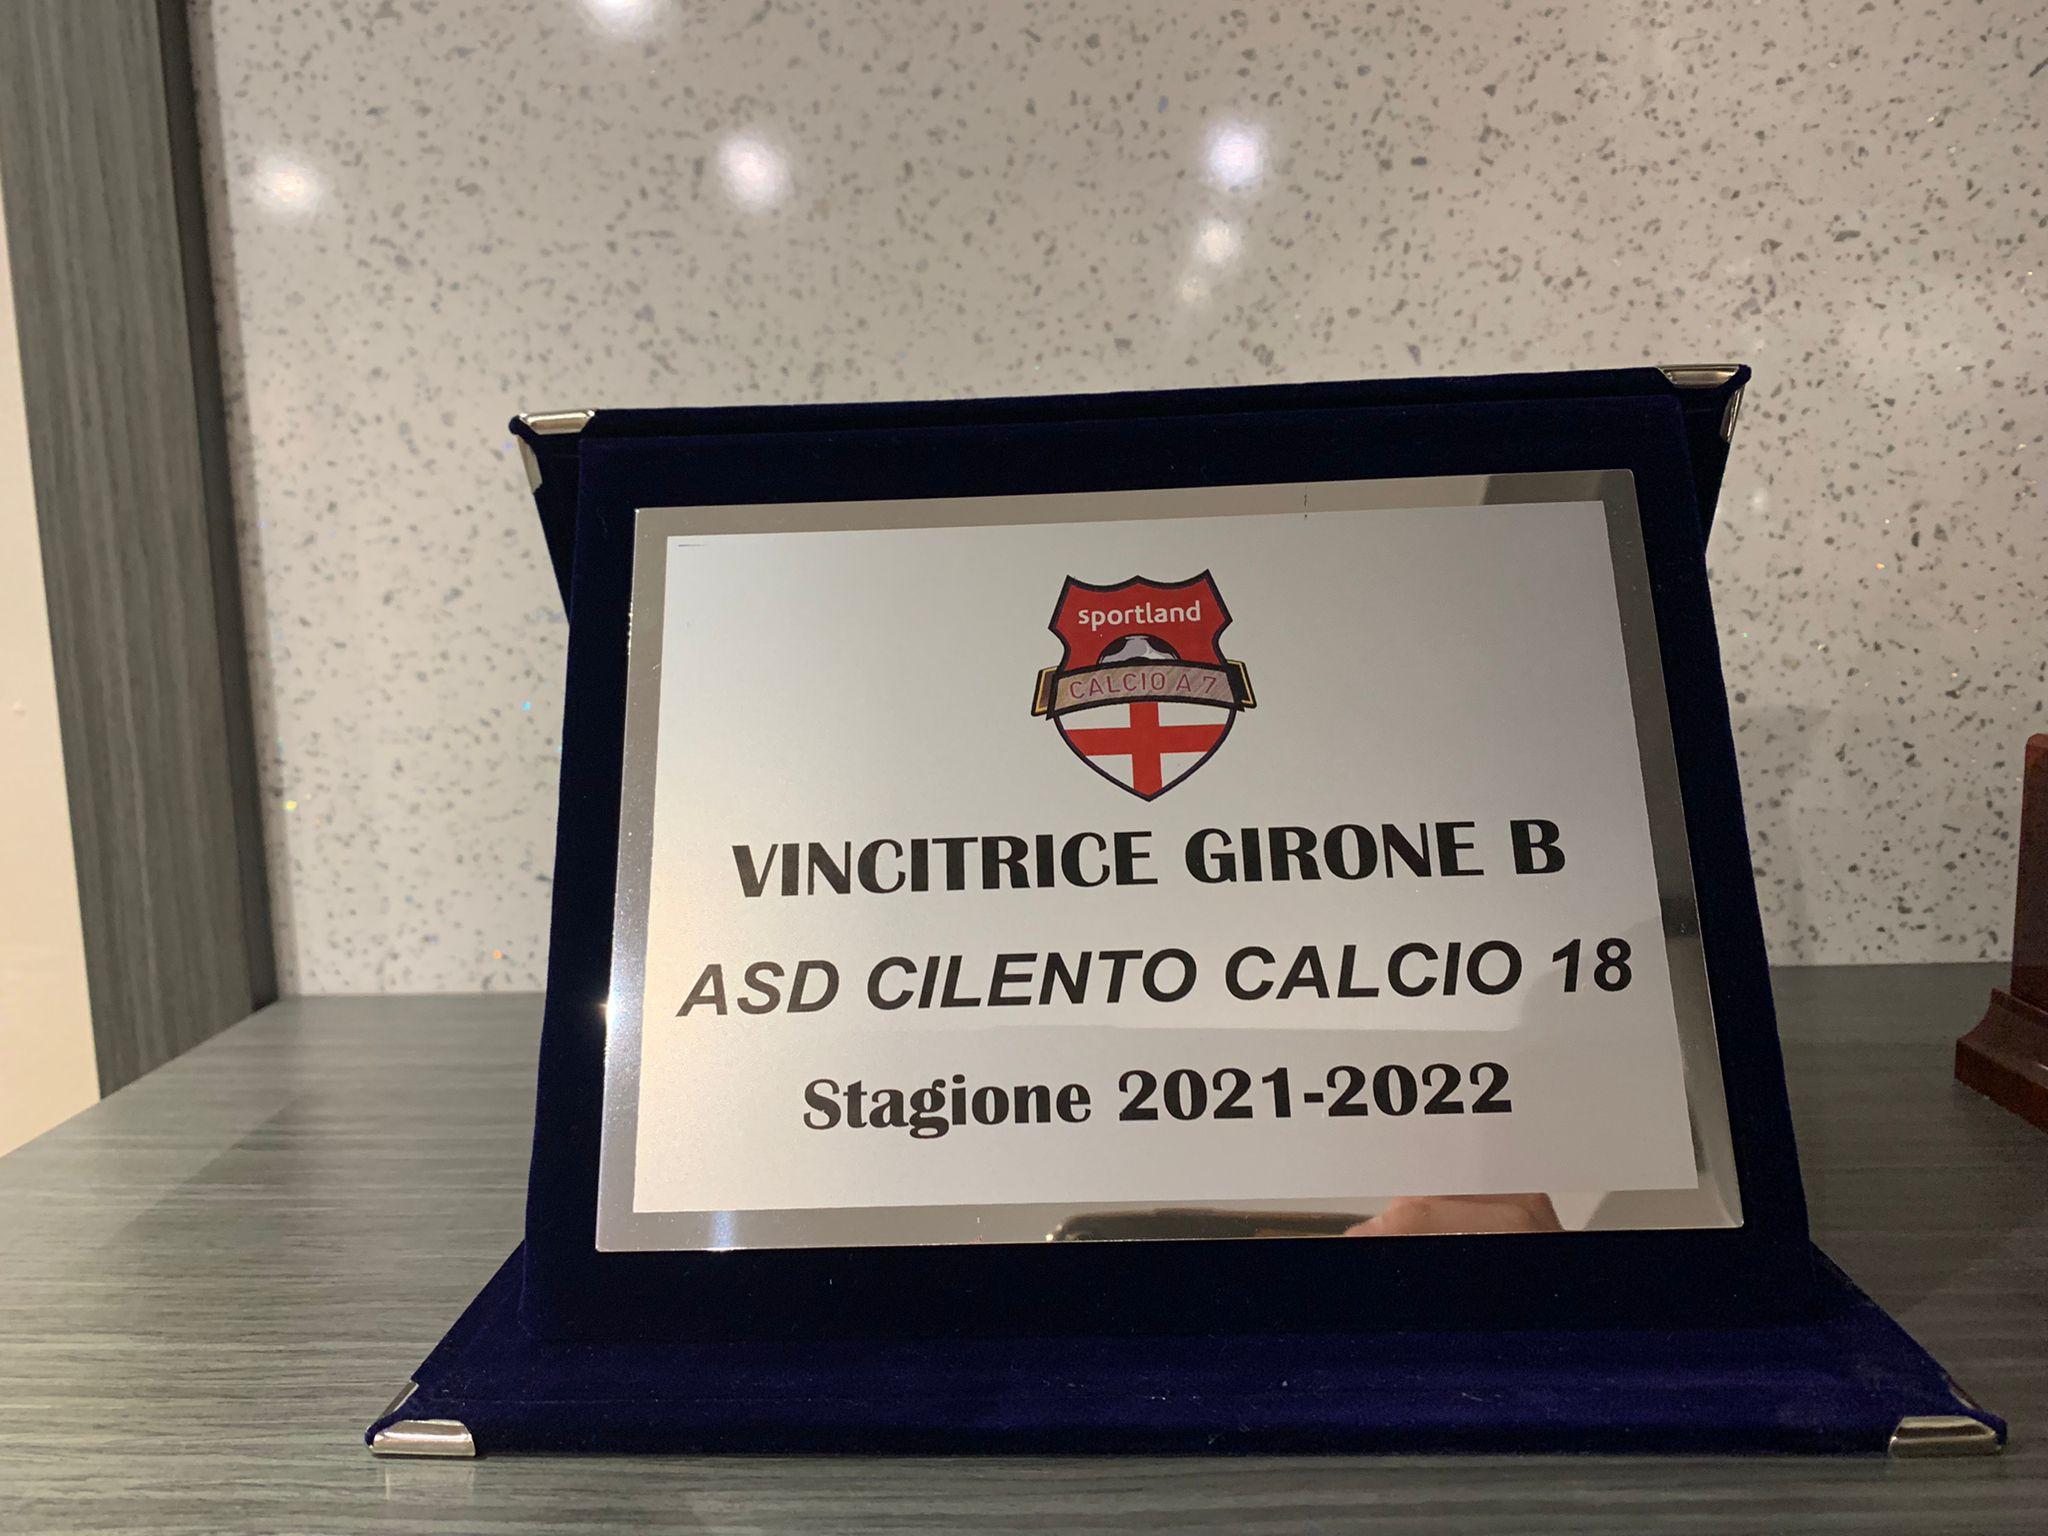 sportland
CALCIO A 7
VINCITRICE GIRONE B
ASD CILENTO CALCIO 18
Stagione 2021-2022